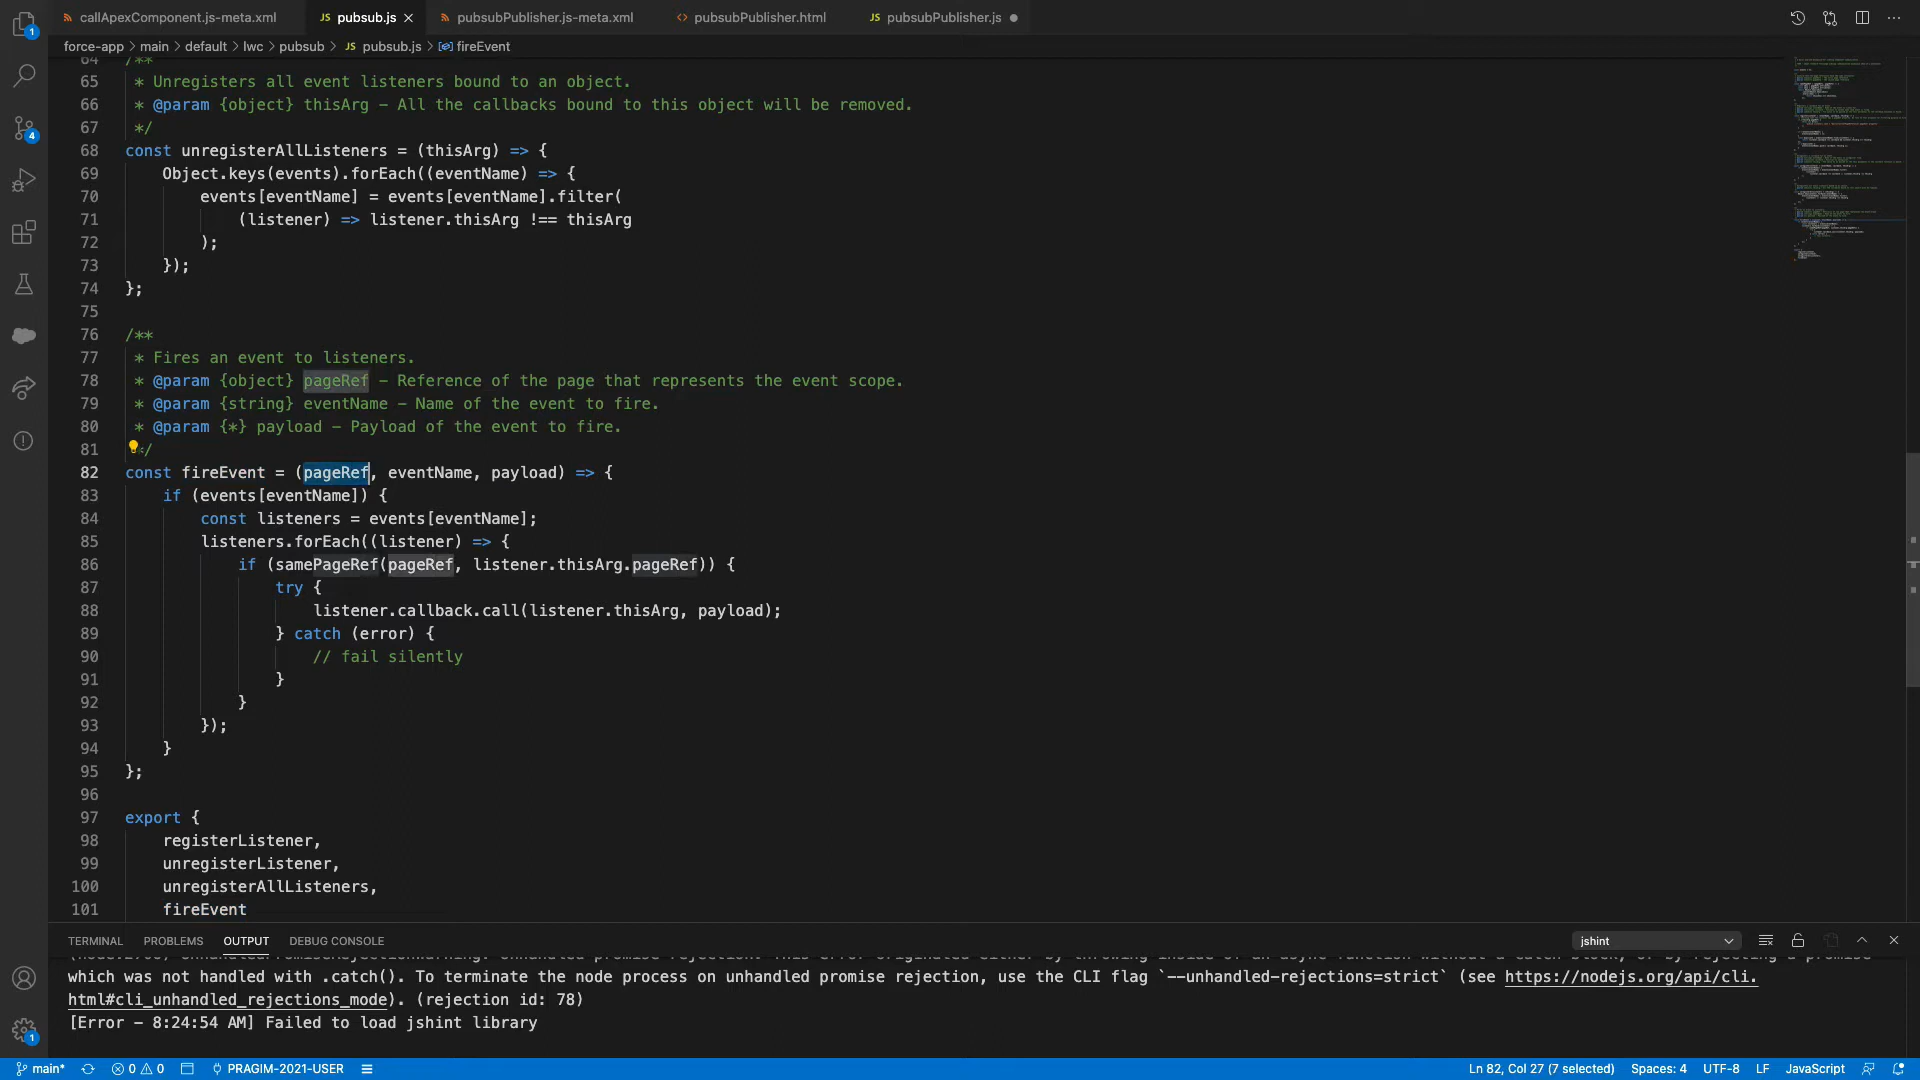 callApexComponent.js-meta.xml JS pubsub.js pubsubPublisher.js-meta.xml pubsubPublisher.html JS pubsubPublisher.js
force-app > main > default > lwc > pubsub > JS pubsub.js > fireEvent
64 /**
65 * Unregisters all event listeners bound to an object.
66 * @param {object} thisArg - All the callbacks bound to this object will be removed.
67 */
68 const unregisterAllListeners = (thisArg) => {
69 Object.keys(events).forEach((eventName) => {
70 events[eventName] = events[eventName].filter(
71 (listener) => listener.thisArg !== thisArg
72 );
73 });
74 };
75
76 /**
77 * Fires an event to listeners.
78 * @param {object} pageRef - Reference of the page that represents the event scope.
79 * @param {string} eventName - Name of the event to fire.
80 * @param {*} payload - Payload of the event to fire.
81 */
82 const fireEvent = (pageRef, eventName, payload) => {
83 if (events[eventName]) {
84 const listeners = events[eventName];
85 listeners.forEach((listener) => {
86 if (samePageRef(pageRef, listener.thisArg.pageRef)) {
87 try {
88 listener.callback.call(listener.thisArg, payload);
89 } catch (error) {
90 // fail silently
91 }
92 }
93 });
94 }
95 };
96
97 export {
98 registerListener,
99 unregisterListener,
100 unregisterAllListeners,
101 fireEvent
TERMINAL PROBLEMS OUTPUT DEBUG CONSOLE jshint
which was not handled with .catch(). To terminate the node process on unhandled promise rejection, use the CLI flag `--unhandled-rejections=strict` (see https://nodejs.org/api/cli.
html#cli_unhandled_rejections_mode). (rejection id: 78)
[Error - 8:24:54 AM] Failed to load jshint library
main* 0 0 PRAGIM-2021-USER Ln 82, Col 27 (7 selected) Spaces: 4 UTF-8 LF JavaScript